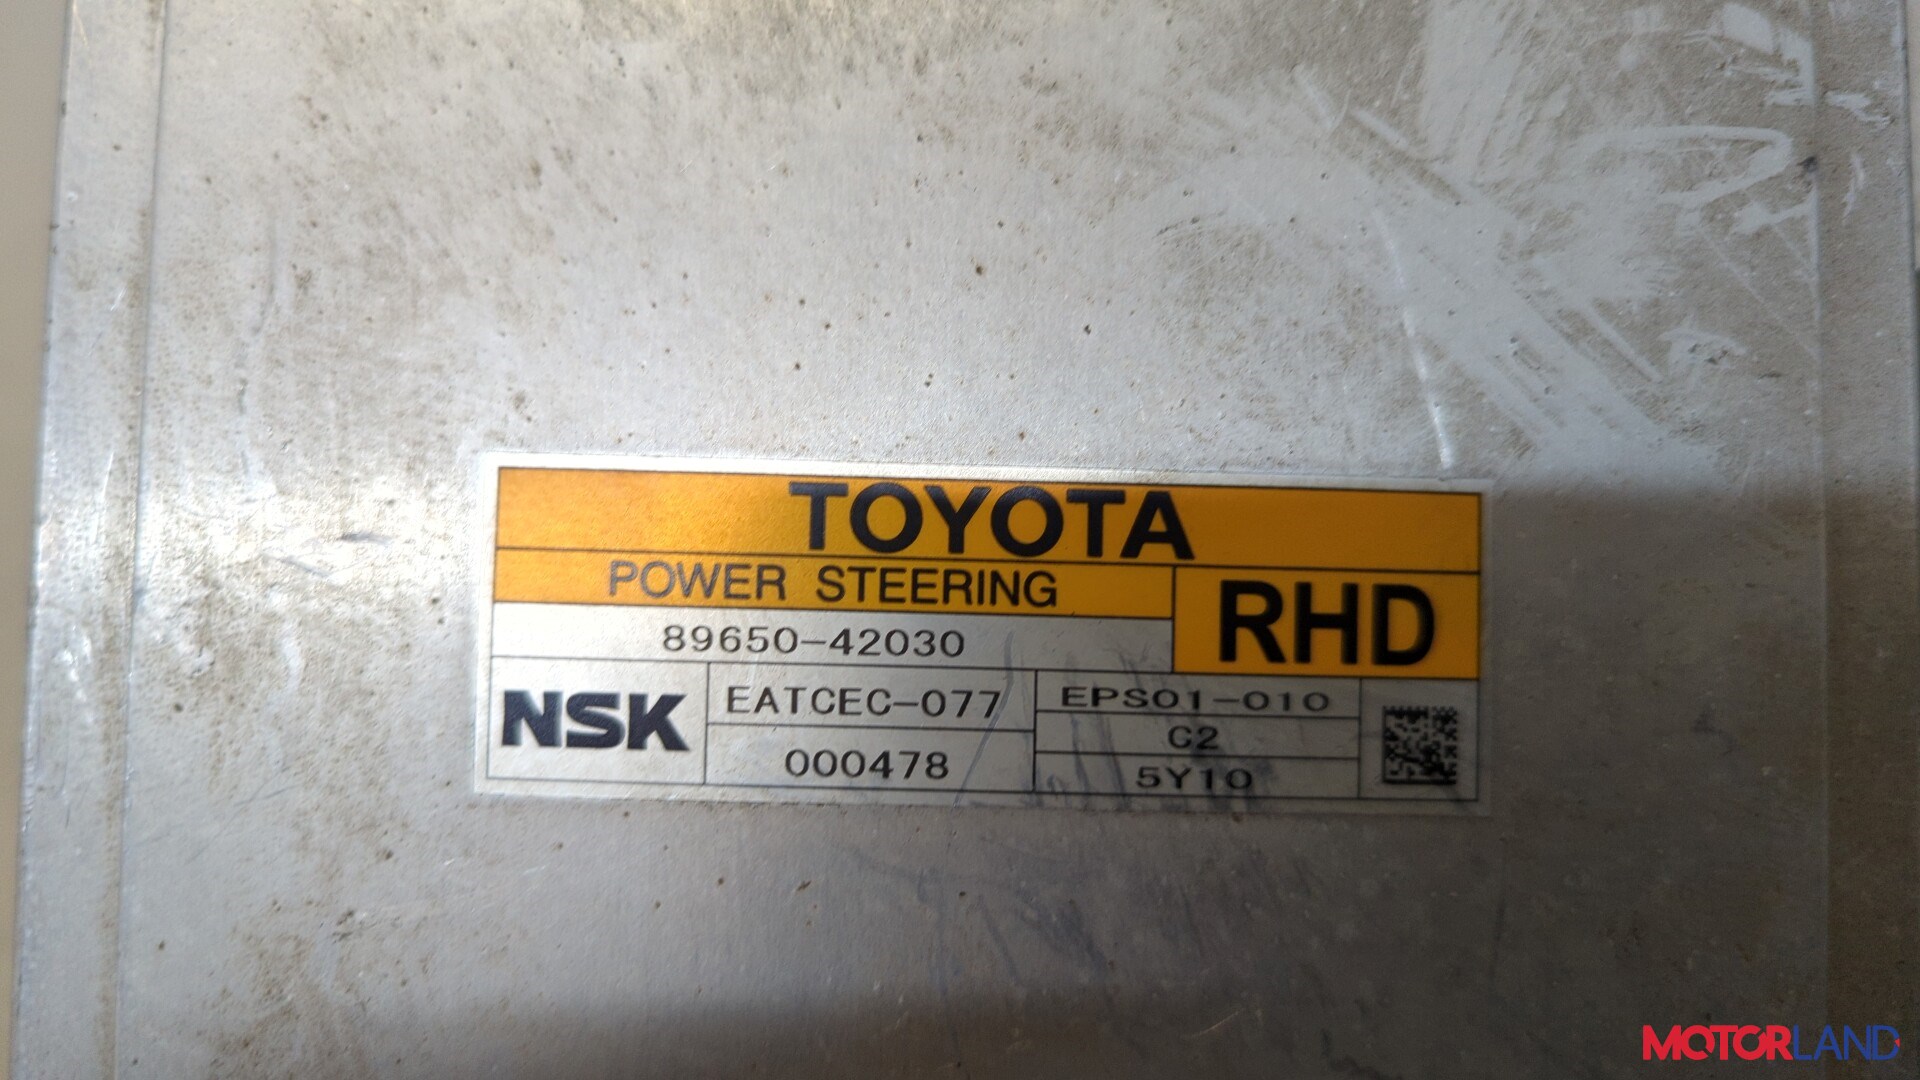 TOYOTA
POWER STEERING
RHD
89650-42030
NSK
EATCEC-077
EPS01-010
C2
000478
5Y10
MOTORLAND